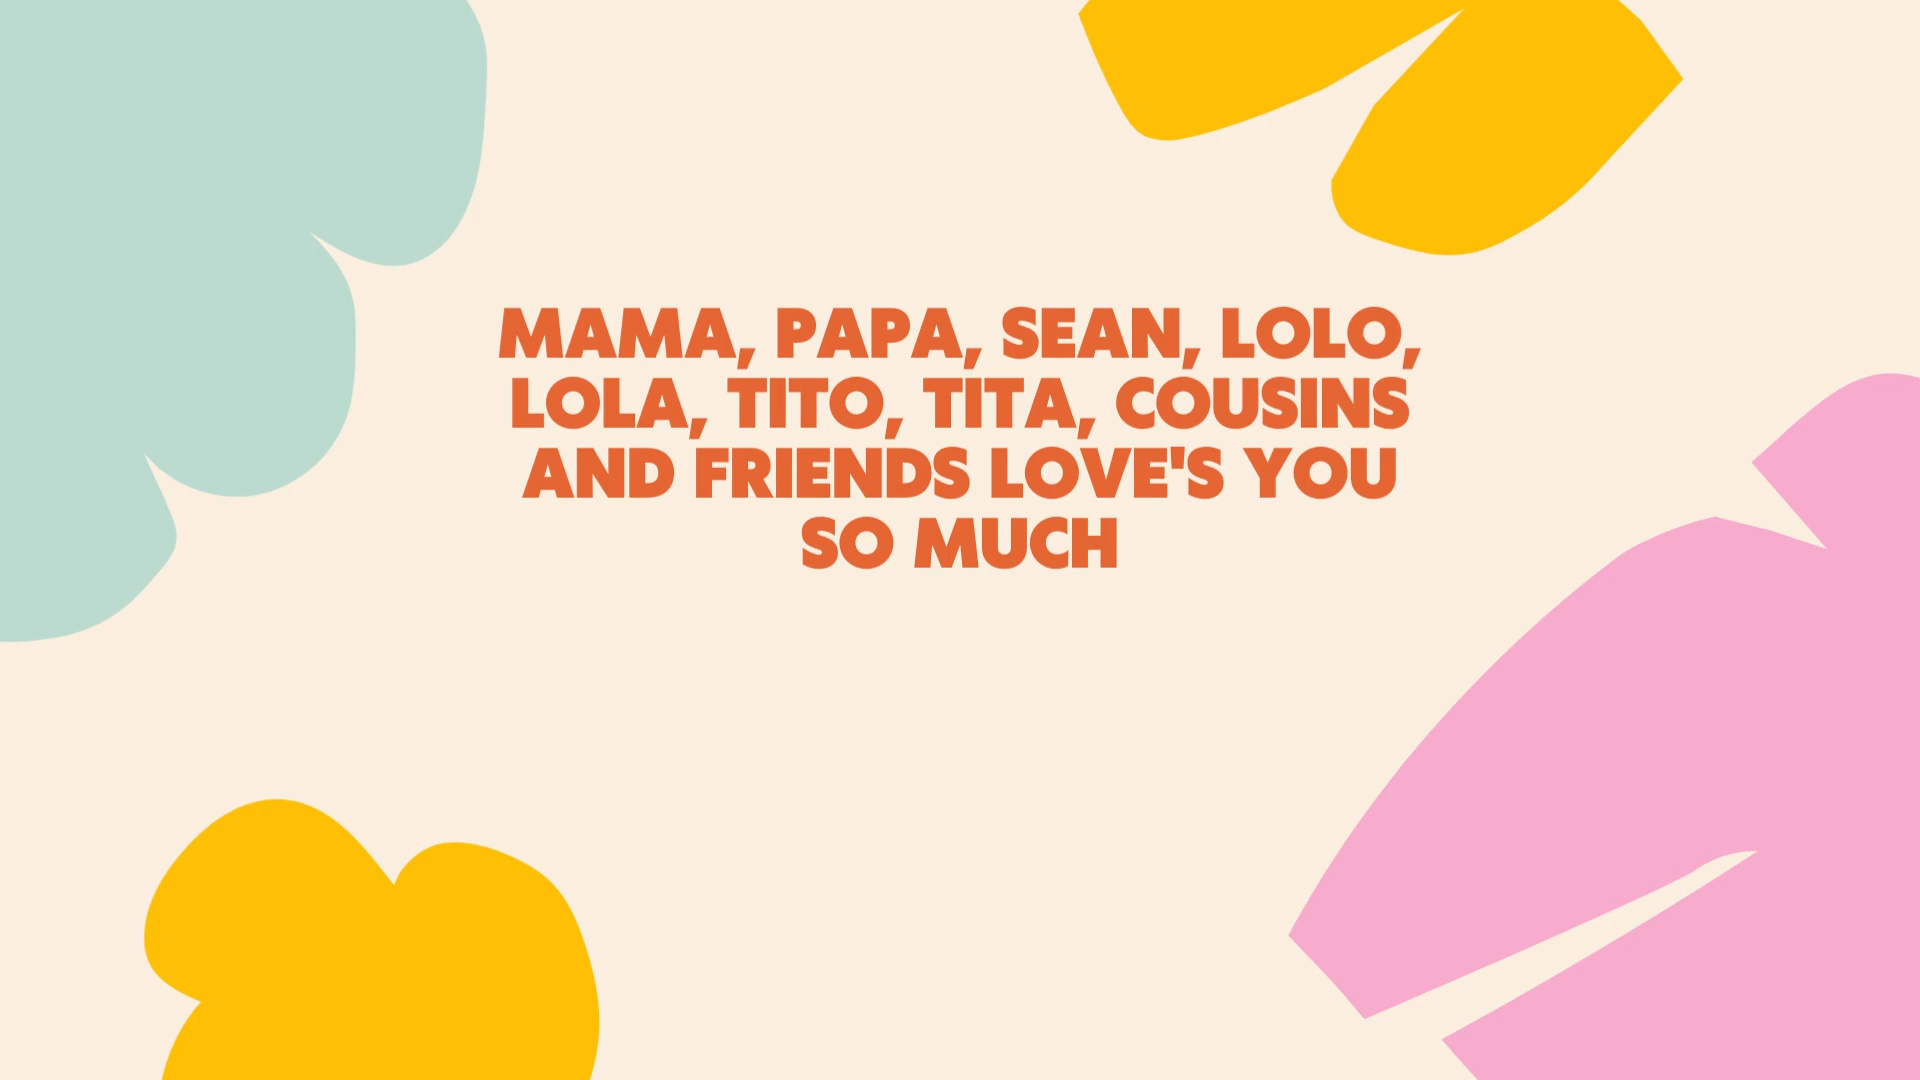 MAMA, PAPA, SEAN, LOLO,
LOLA, TITO, TITA, COUSINS
AND FRIENDS LOVE'S YOU
SO MUCH